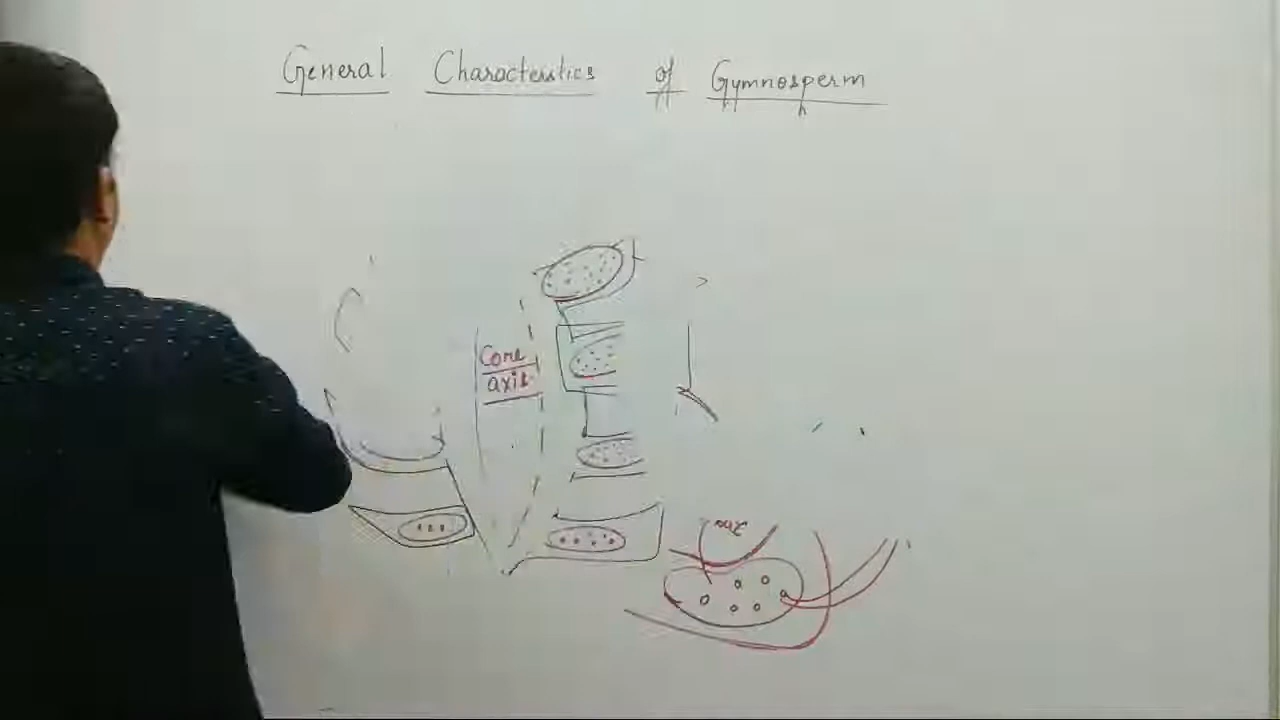 General Characteristics of Gymnosperm
Cone
axis